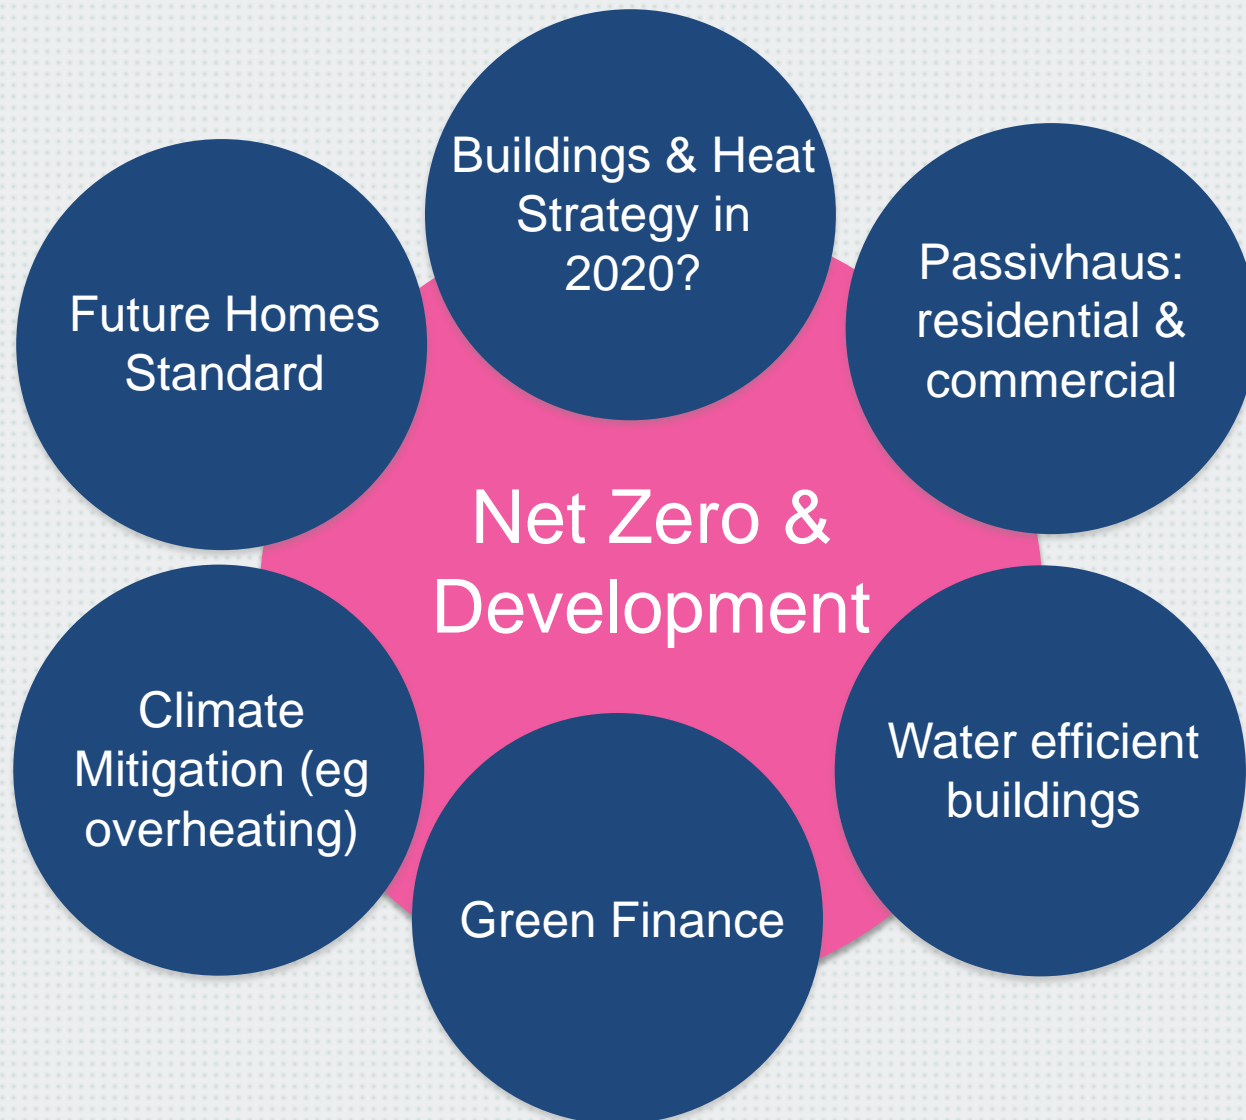 Buildings & Heat
Strategy in
2020?
Passivhaus:
residential &
commercial
Future Homes
Standard
Net Zero &
Development
Climate
Mitigation (eg
overheating)
Water efficient
buildings
Green Finance